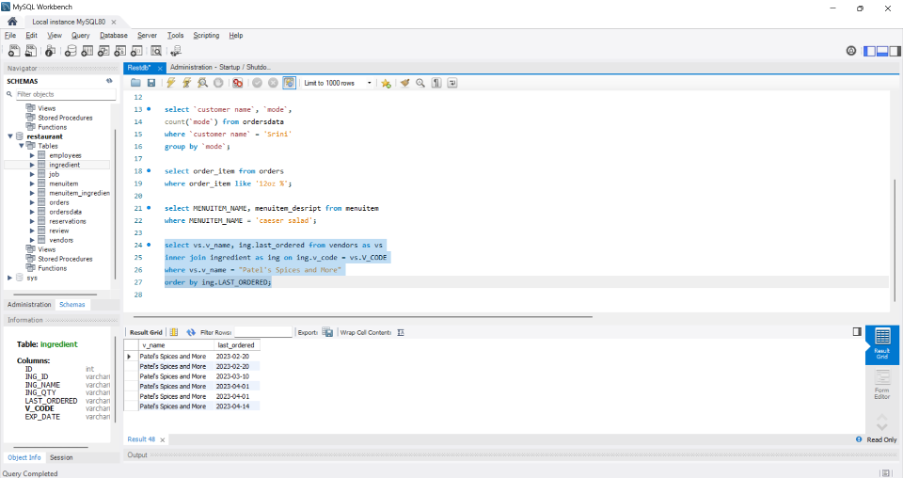 MySQL Workbench
Local instance MySQL80 ×
File Edit View Query Database Server Tools Scripting Help
Navigator
SCHEMAS
Filter objects
Views
Stored Procedures
Functions
restaurant
Tables
employees
ingredient
job
menuitem
menuitem_ingredien
orders
ordersdata
reservations
review
vendors
Views
Stored Procedures
Functions
sys
Administration Schemas
Information
Table: ingredient
Columns:
ID int
ING_ID varchar
ING_NAME varchar
ING_QTY varchar
LAST_ORDERED varchar
V_CODE varchar
EXP_DATE varchar
Object Info Session
Query Completed
Restdb* × Administration - Startup / Shutdo...
Limit to 1000 rows
12
13 select `customer name`, `mode`,
14 count(`mode`) from ordersdata
15 where `customer name` = 'Srini'
16 group by `mode`;
17
18 select order_item from orders
19 where order_item like '12oz %';
20
21 select MENUITEM_NAME, menuitem_desript from menuitem
22 where MENUITEM_NAME = 'caeser salad';
23
24 select vs.v_name, ing.last_ordered from vendors as vs
25 inner join ingredient as ing on ing.v_code = vs.V_CODE
26 where vs.v_name = "Patel's Spices and More"
27 order by ing.LAST_ORDERED;
28
Result Grid Filter Rows: Export: Wrap Cell Content:
v_name last_ordered
Patel's Spices and More 2023-02-20
Patel's Spices and More 2023-02-20
Patel's Spices and More 2023-03-10
Patel's Spices and More 2023-04-01
Patel's Spices and More 2023-04-01
Patel's Spices and More 2023-04-14
Result Grid
Form Editor
Result 48 ×
Read Only
Output